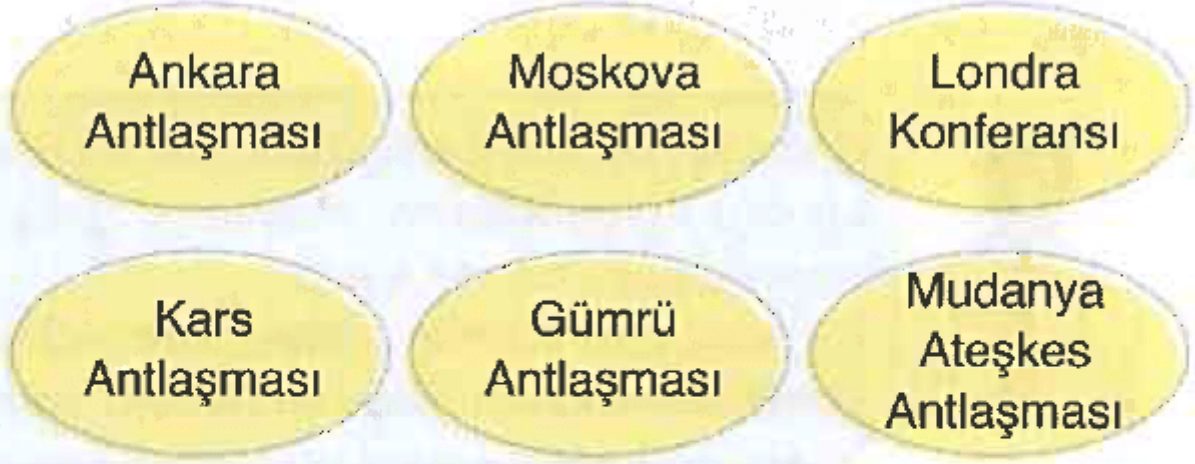 Ankara
Antlaşması
Moskova
Antlaşması
Londra
Konferansı
Kars
Antlaşması
Gümrü
Antlaşması
Mudanya
Ateşkes
Antlaşması